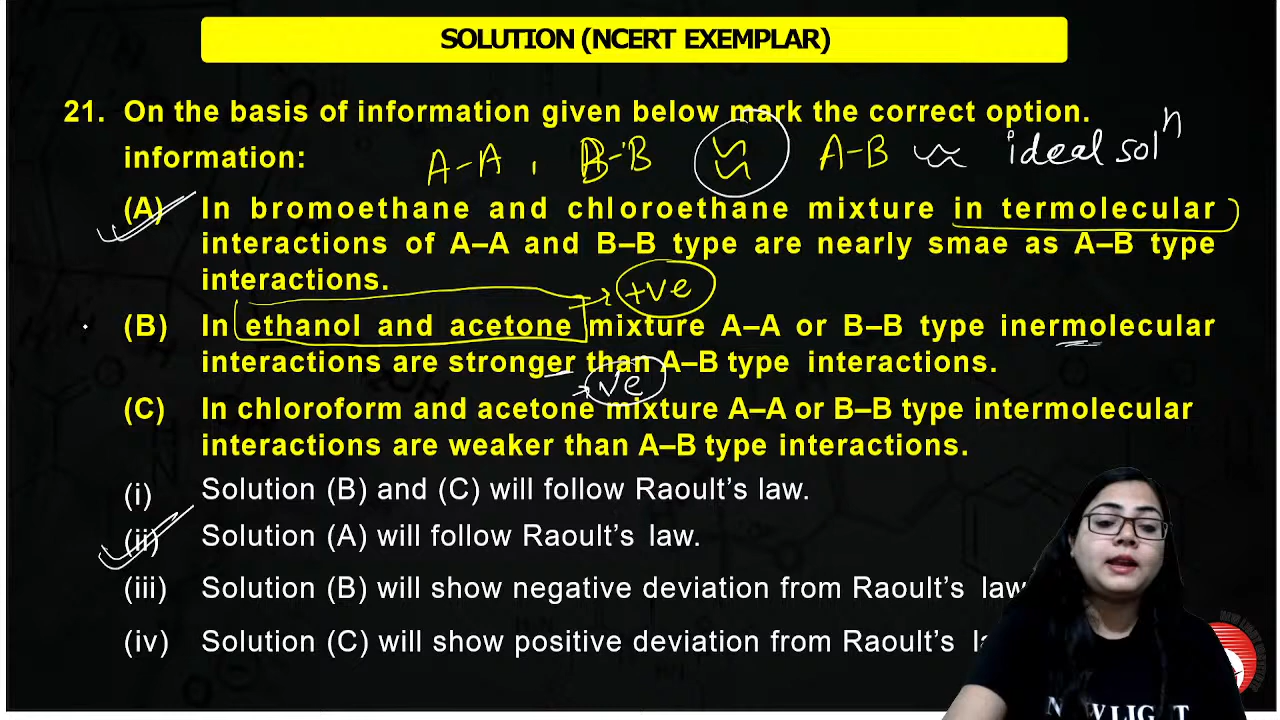 SOLUTION (NCERT EXEMPLAR)
21. On the basis of information given below mark the correct option.
information:
A-A , B-B ≈ A-B ≈ ideal solⁿ
(A) In bromoethane and chloroethane mixture in termolecular
interactions of A–A and B–B type are nearly smae as A–B type
interactions.
+ve
(B) In ethanol and acetone mixture A–A or B–B type inermolecular
interactions are stronger than A–B type interactions.
-ve
(C) In chloroform and acetone mixture A–A or B–B type intermolecular
interactions are weaker than A–B type interactions.
(i) Solution (B) and (C) will follow Raoult's law.
(ii) Solution (A) will follow Raoult's law.
(iii) Solution (B) will show negative deviation from Raoult's law
(iv) Solution (C) will show positive deviation from Raoult's